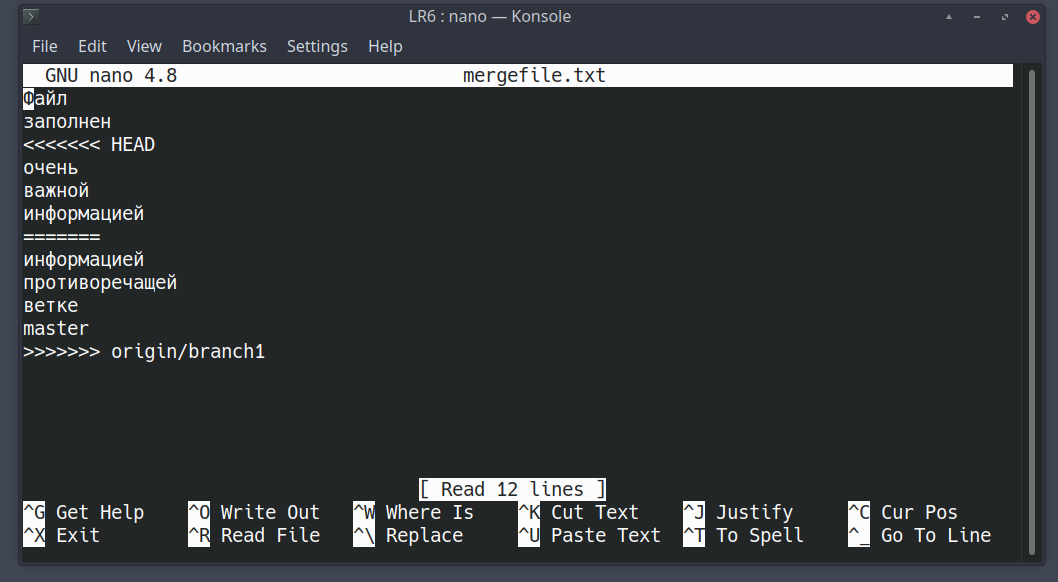 LR6 : nano — Konsole
File Edit View Bookmarks Settings Help
GNU nano 4.8 mergefile.txt
Файл
заполнен
<<<<<<< HEAD
очень
важной
информацией
=======
информацией
противоречащей
ветке
master
>>>>>>> origin/branch1
[ Read 12 lines ]
^G Get Help ^O Write Out ^W Where Is ^K Cut Text ^J Justify ^C Cur Pos
^X Exit ^R Read File ^\ Replace ^U Paste Text ^T To Spell ^_ Go To Line